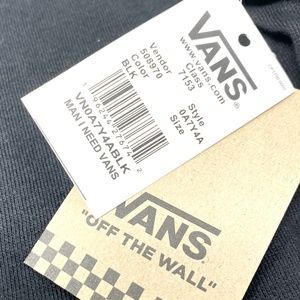 VANS
www.vans.com
Vendor
508970
Color
BLK
Class
7153
Style
0A7Y4A
Size
VN0A7Y4ABLK
MAN I NEED VANS
VANS
"OFF THE WALL"